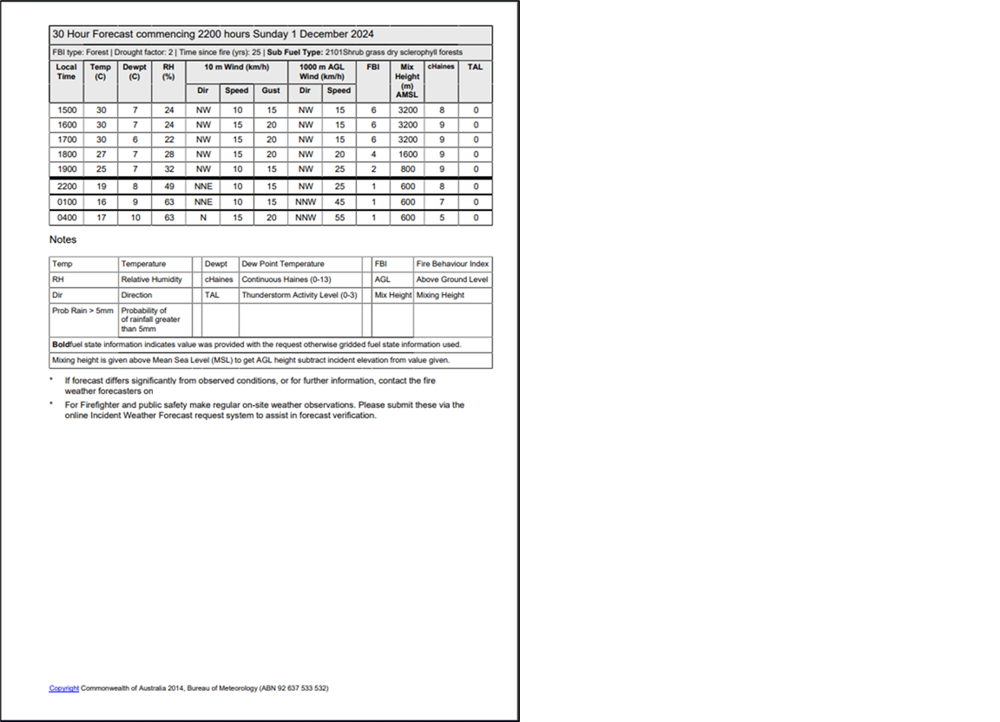 30 Hour Forecast commencing 2200 hours Sunday 1 December 2024
FBI type: Forest | Drought factor: 2 | Time since fire (yrs): 25 | Sub Fuel Type: 2101Shrub grass dry sclerophyll forests
Local Time Temp (C) Dewpt (C) RH (%) 10 m Wind (km/h) 1000 m AGL Wind (km/h) FBI Mix Height (m) AMSL cHaines TAL
Dir Speed Gust Dir Speed
1500 30 7 24 NW 10 15 NW 15 6 3200 8 0
1600 30 7 24 NW 15 20 NW 15 6 3200 9 0
1700 30 6 22 NW 15 20 NW 15 6 3200 9 0
1800 27 7 28 NW 15 20 NW 20 4 1600 9 0
1900 25 7 32 NW 10 15 NW 25 2 800 9 0
2200 19 8 49 NNE 10 15 NW 25 1 600 8 0
0100 16 9 63 NNE 10 15 NNW 45 1 600 7 0
0400 17 10 63 N 15 20 NNW 55 1 600 5 0
Notes
Temp Temperature Dewpt Dew Point Temperature FBI Fire Behaviour Index
RH Relative Humidity cHaines Continuous Haines (0-13) AGL Above Ground Level
Dir Direction TAL Thunderstorm Activity Level (0-3) Mix Height Mixing Height
Prob Rain > 5mm Probability of
of rainfall greater
than 5mm
Boldfuel state information indicates value was provided with the request otherwise gridded fuel state information used.
Mixing height is given above Mean Sea Level (MSL) to get AGL height subtract incident elevation from value given.
* If forecast differs significantly from observed conditions, or for further information, contact the fire
weather forecasters on
* For Firefighter and public safety make regular on-site weather observations. Please submit these via the
online Incident Weather Forecast request system to assist in forecast verification.
Copyright Commonwealth of Australia 2014, Bureau of Meteorology (ABN 92 637 533 532)